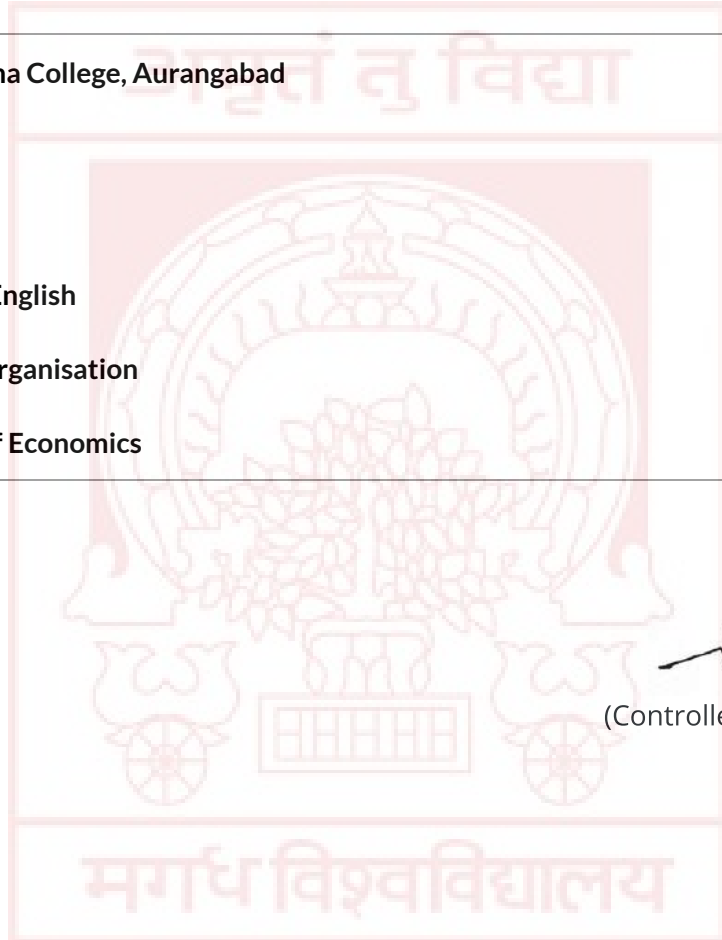 अमृतं तु विद्या
na College, Aurangabad
English
rganisation
f Economics
(Controlle
मगध विश्वविद्यालय